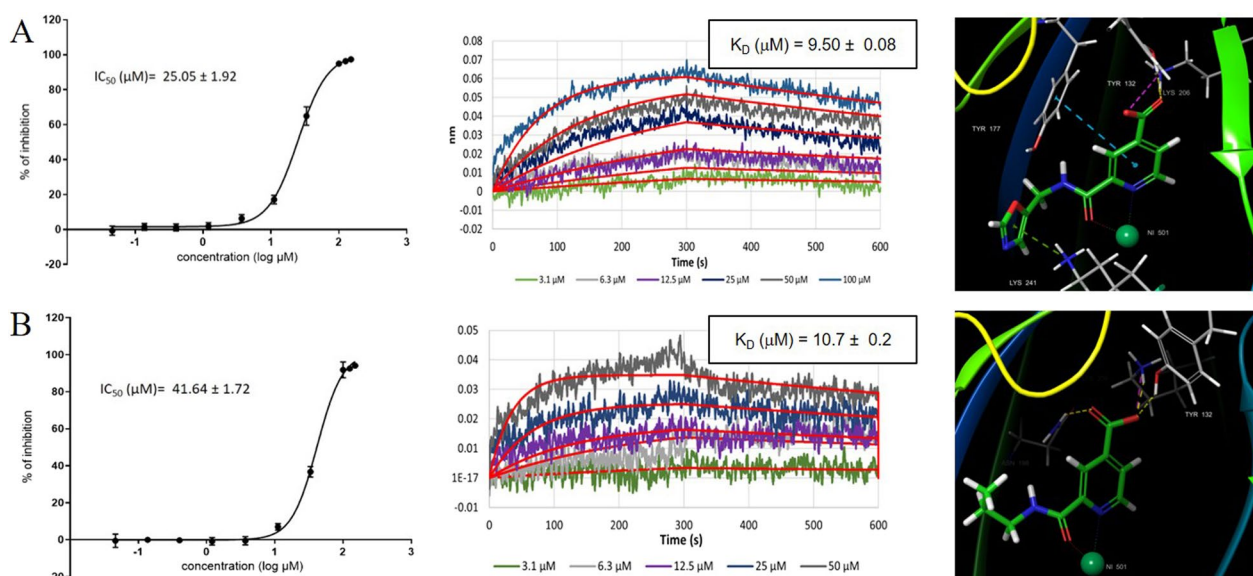 A
120
100
80
60
40
20
0
20
% of inhibition
IC50 (µM)= 25.05 ± 1.92
-1
0
1
2
3
concentration (log µM)
KD (µM) = 9.50 ± 0.08
0.08
0.07
0.06
0.05
0.04
0.03
0.02
0.01
0
-0.01
-0.02
nm
0 100 200 300 400 500 600
Time (s)
3.1 µM 6.3 µM 12.5 µM 25 µM 50 µM 100 µM
TYR 132
LYS 206
TYR 177
NI 501
LYS 241
B
120
100
80
60
40
20
0
20
% of inhibition
IC50 (µM)= 41.64 ± 1.72
-1 0 1 2 3
concentration (log µM)
KD (µM) = 10.7 ± 0.2
0.05
0.04
0.03
0.02
0.01
1E-17
-0.01
0 100 200 300 400 500 600
Time (s)
3.1 µM 6.3 µM 12.5 µM 25 µM 50 µM
TYR 132
NI 501